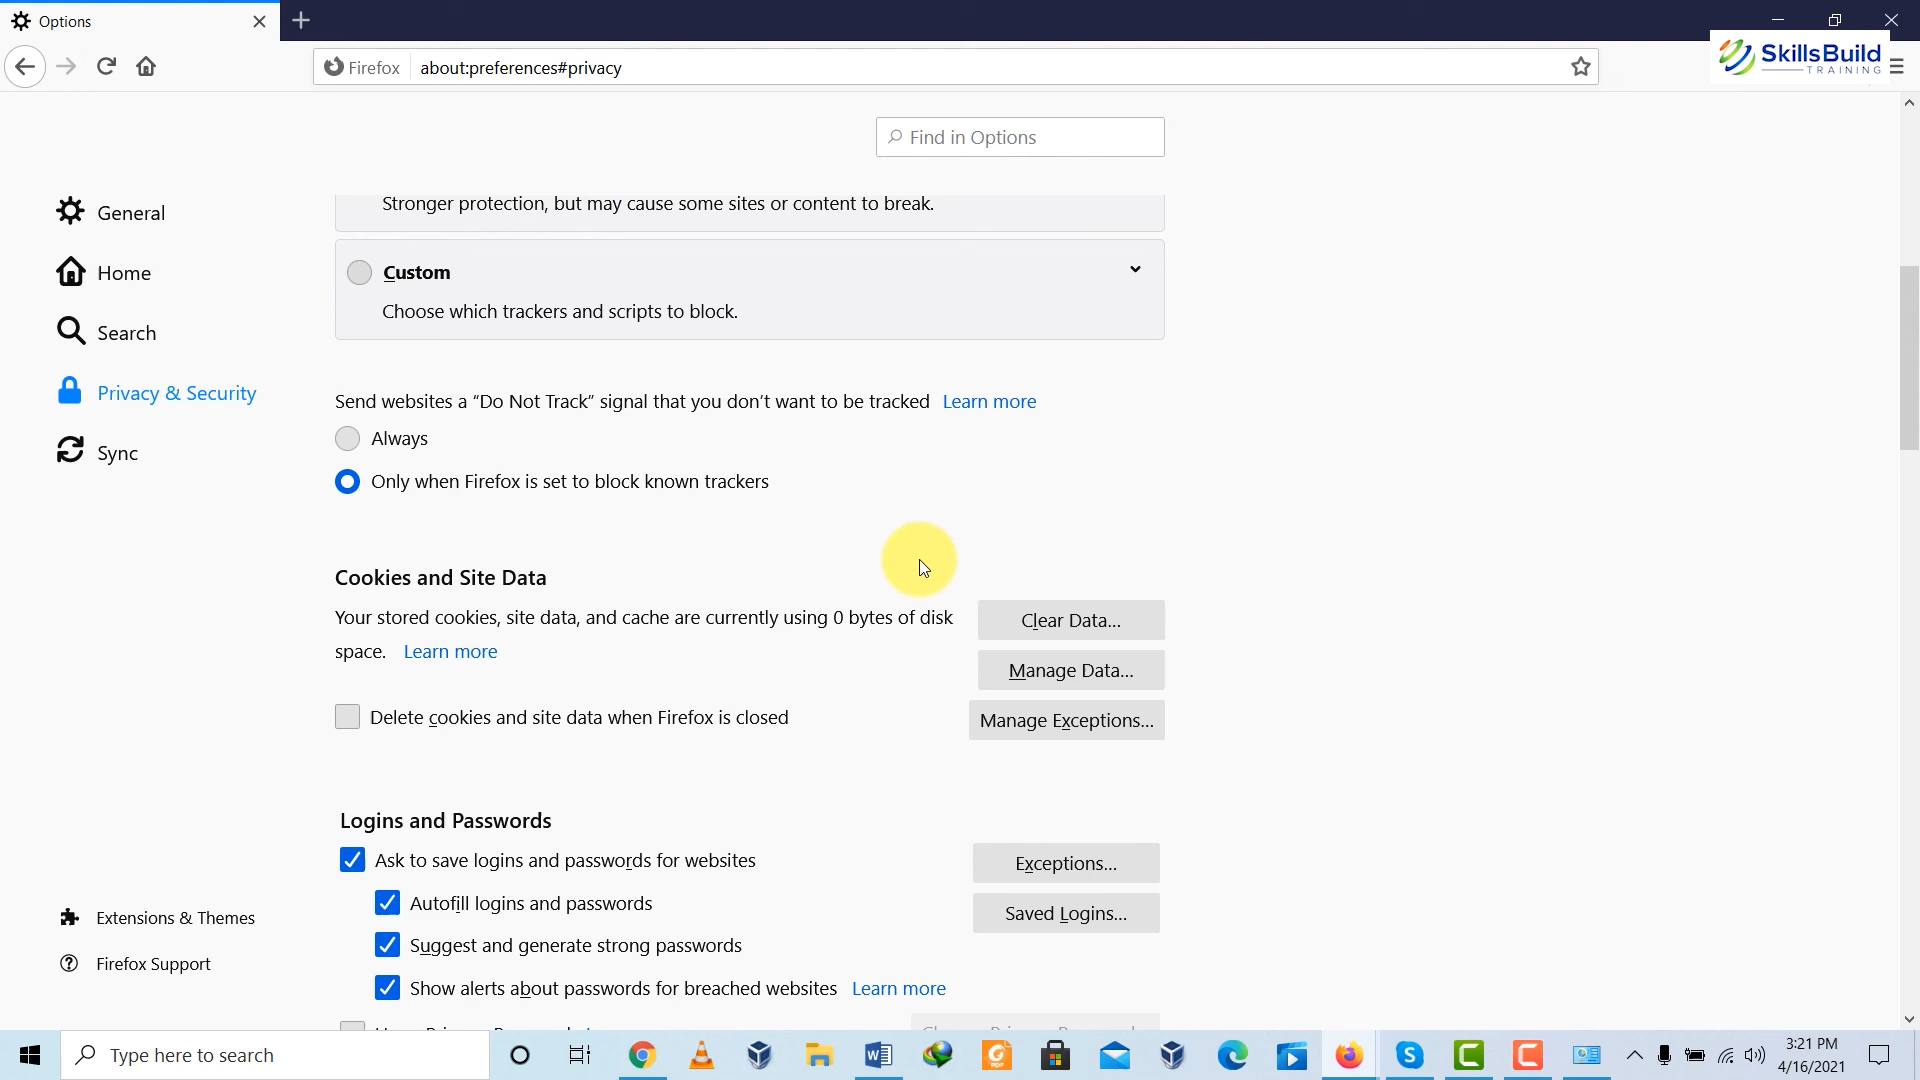 Options
Firefox
about:preferences#privacy
SkillsBuild
TRAINING
Find in Options
General
Home
Search
Privacy & Security
Sync
Extensions & Themes
Firefox Support
Stronger protection, but may cause some sites or content to break.
Custom
Choose which trackers and scripts to block.
Send websites a “Do Not Track” signal that you don’t want to be tracked Learn more
Always
Only when Firefox is set to block known trackers
Cookies and Site Data
Your stored cookies, site data, and cache are currently using 0 bytes of disk
space. Learn more
Clear Data...
Manage Data...
Delete cookies and site data when Firefox is closed
Manage Exceptions...
Logins and Passwords
Ask to save logins and passwords for websites
Exceptions...
Autofill logins and passwords
Saved Logins...
Suggest and generate strong passwords
Show alerts about passwords for breached websites Learn more
Type here to search
3:21 PM
4/16/2021